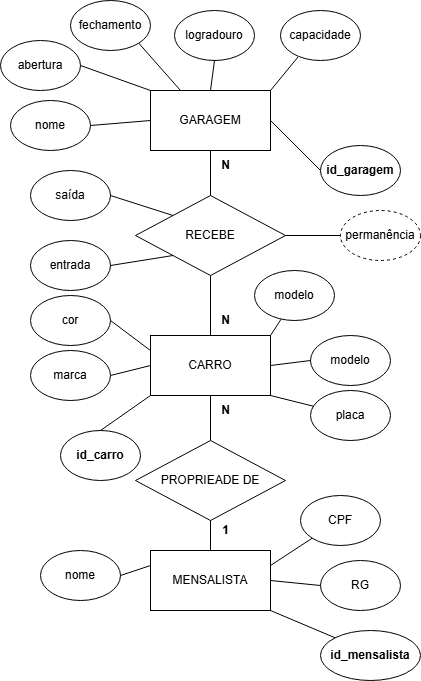 fechamento
logradouro
capacidade
abertura
nome
GARAGEM
id_garagem
N
saída
RECEBE
permanência
entrada
modelo
cor
N
marca
CARRO
modelo
placa
N
id_carro
PROPRIEADE DE
CPF
1
nome
MENSALISTA
RG
id_mensalista